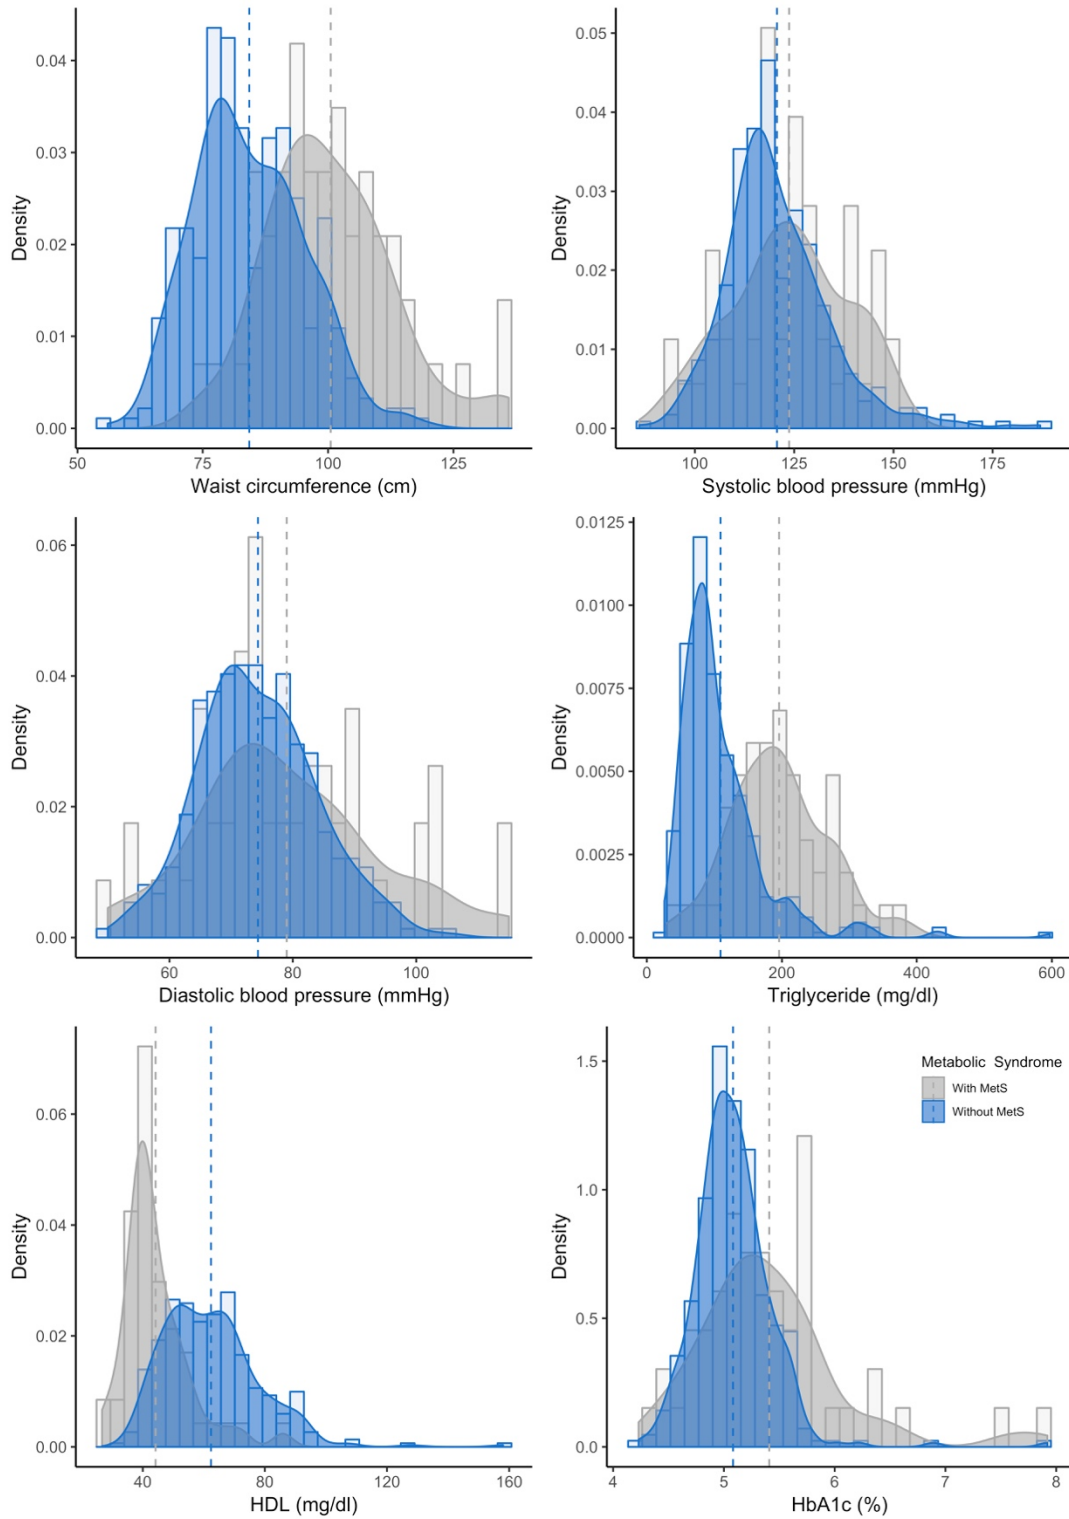 Density
0.04
0.03
0.02
0.01
0.00
50 75 100 125
Waist circumference (cm)
Density
0.05
0.04
0.03
0.02
0.01
0.00
100 125 150 175
Systolic blood pressure (mmHg)
Density
0.06
0.04
0.02
0.00
60 80 100
Diastolic blood pressure (mmHg)
Density
0.0125
0.0100
0.0075
0.0050
0.0025
0.0000
0 200 400 600
Triglyceride (mg/dl)
Density
0.06
0.04
0.02
0.00
40 80 120 160
HDL (mg/dl)
Density
1.5
1.0
0.5
0.0
4 5 6 7 8
HbA1c (%)
Metabolic Syndrome
With MetS
Without MetS